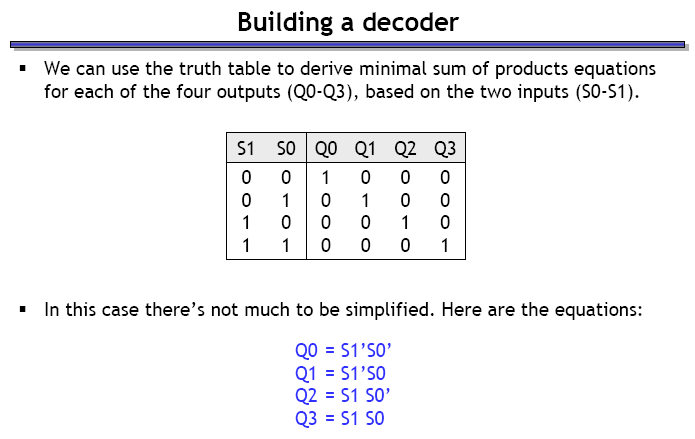 Building a decoder
▪ We can use the truth table to derive minimal sum of products equations
for each of the four outputs (Q0-Q3), based on the two inputs (S0-S1).
S1 S0 Q0 Q1 Q2 Q3
0 0 1 0 0 0
0 1 0 1 0 0
1 0 0 0 1 0
1 1 0 0 0 1
▪ In this case there’s not much to be simplified. Here are the equations:
Q0 = S1’S0’
Q1 = S1’S0
Q2 = S1 S0’
Q3 = S1 S0